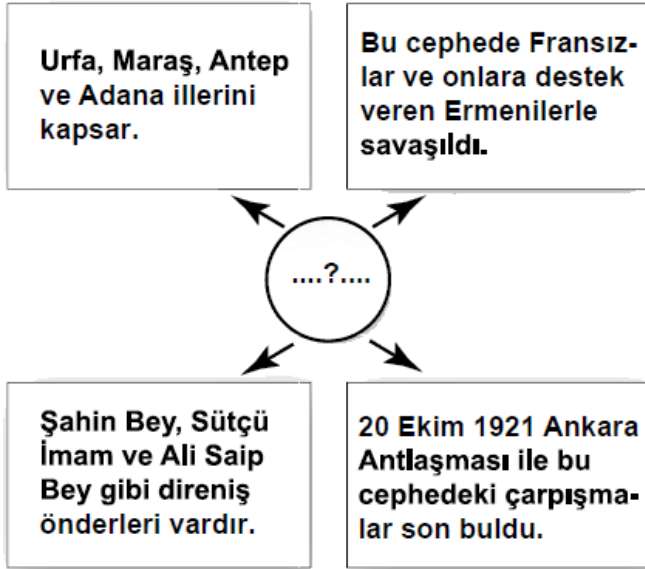 Urfa, Maraş, Antep
ve Adana illerini
kapsar.
Bu cephede Fransız-
lar ve onlara destek
veren Ermenilerle
savaşıldı.
....?....
Şahin Bey, Sütçü
İmam ve Ali Saip
Bey gibi direniş
önderleri vardır.
20 Ekim 1921 Ankara
Antlaşması ile bu
cephedeki çarpışma-
lar son buldu.